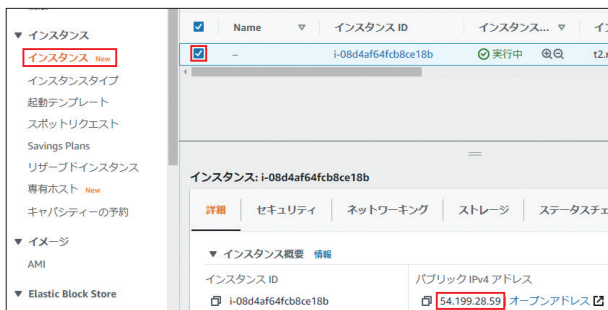 インスタンス
インスタンス New
インスタンスタイプ
起動テンプレート
スポットリクエスト
Savings Plans
リザーブドインスタンス
専有ホスト New
キャパシティーの予約
イメージ
AMI
Elastic Block Store
Name インスタンス ID インスタンス...
– i-08d4af64fcb8ce18b 実行中
インスタンス: i-08d4af64fcb8ce18b
詳細 セキュリティ ネットワーキング ストレージ ステータスチェ
インスタンス概要 情報
インスタンス ID パブリック IPv4 アドレス
i-08d4af64fcb8ce18b 54.199.28.59 オープンアドレス